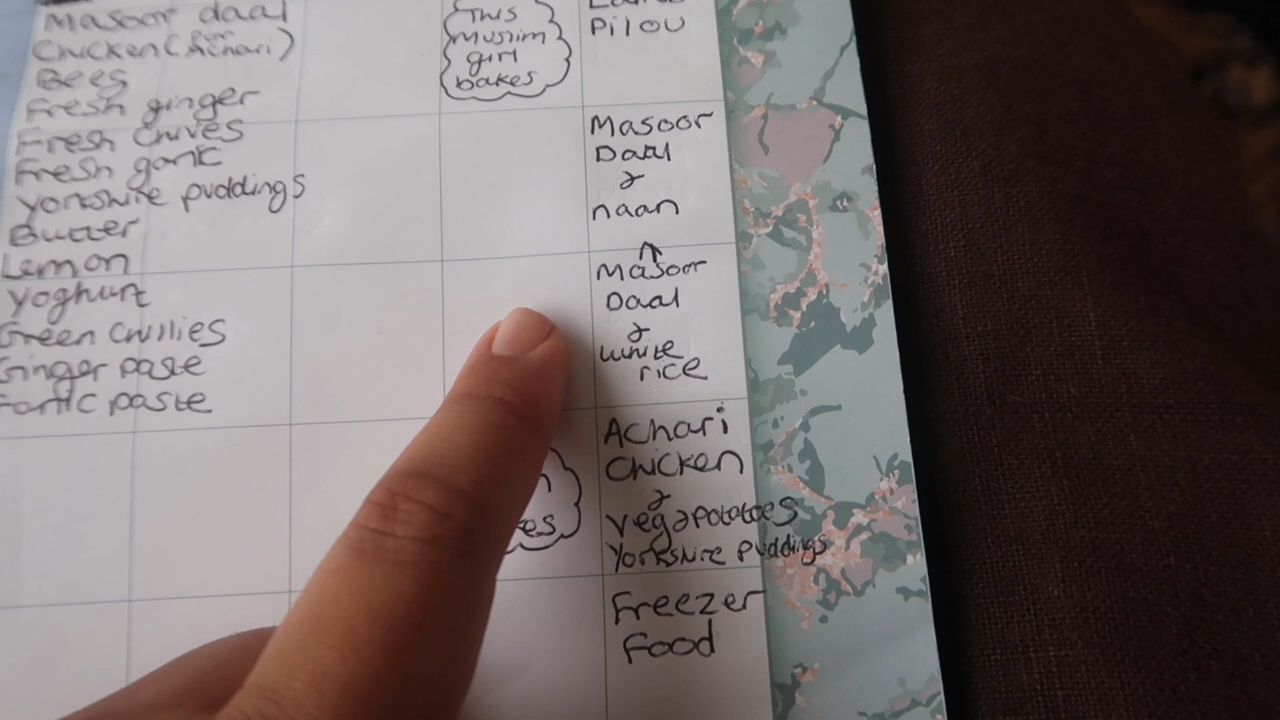 Masoor daal
Chicken (for Achari)
Fresh ginger
Fresh chives
Fresh garlic
Yorkshire puddings
Butter
Lemon
Yoghurt
Green chillies
Ginger paste
Garlic paste
This
muslim
girl
bakes
Pilou
Masoor
Daal
&
naan
Masoor
Daal
&
white
rice
Achari
Chicken
&
veg & potatoes
Yorkshire puddings
Freezer
Food